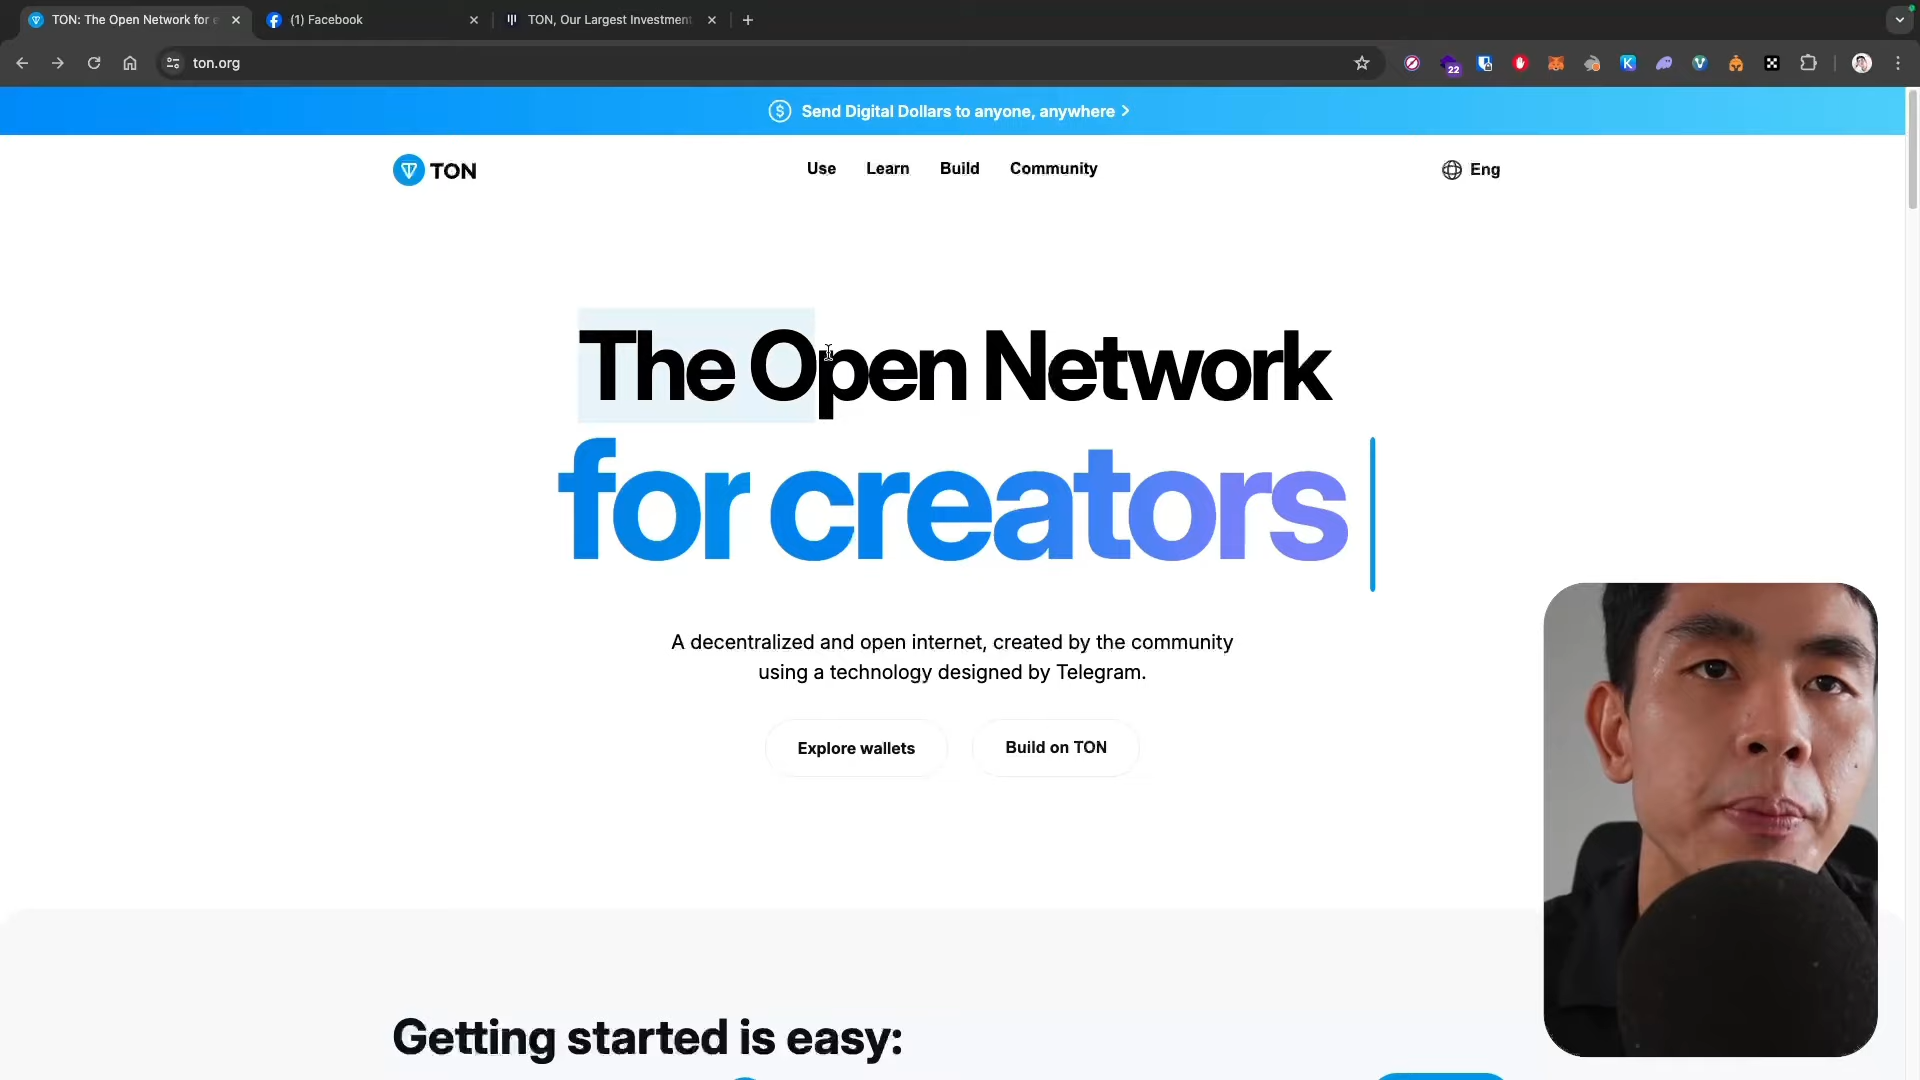 TON: The Open Network for e
(1) Facebook
TON, Our Largest Investment
ton.org
22
Send Digital Dollars to anyone, anywhere
TON
Use
Learn
Build
Community
Eng
The Open Network
for creators
A decentralized and open internet, created by the community
using a technology designed by Telegram.
Explore wallets
Build on TON
Getting started is easy: